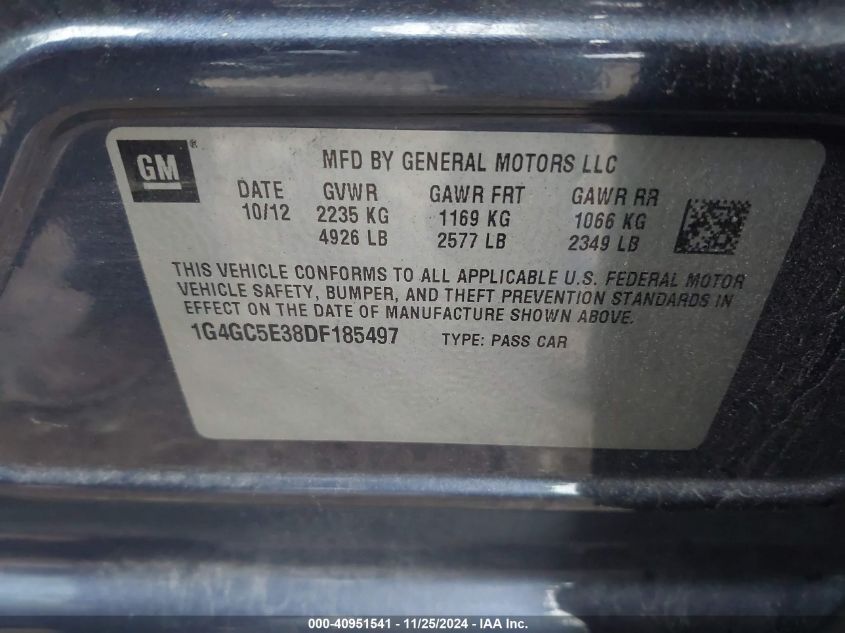 GM ®
MFD BY GENERAL MOTORS LLC
DATE GVWR GAWR FRT GAWR RR
10/12 2235 KG 1169 KG 1066 KG
4926 LB 2577 LB 2349 LB
THIS VEHICLE CONFORMS TO ALL APPLICABLE U.S. FEDERAL MOTOR
VEHICLE SAFETY, BUMPER, AND THEFT PREVENTION STANDARDS IN
EFFECT ON THE DATE OF MANUFACTURE SHOWN ABOVE.
1G4GC5E38DF185497 TYPE: PASS CAR
000-40951541 - 11/25/2024 - IAA Inc.